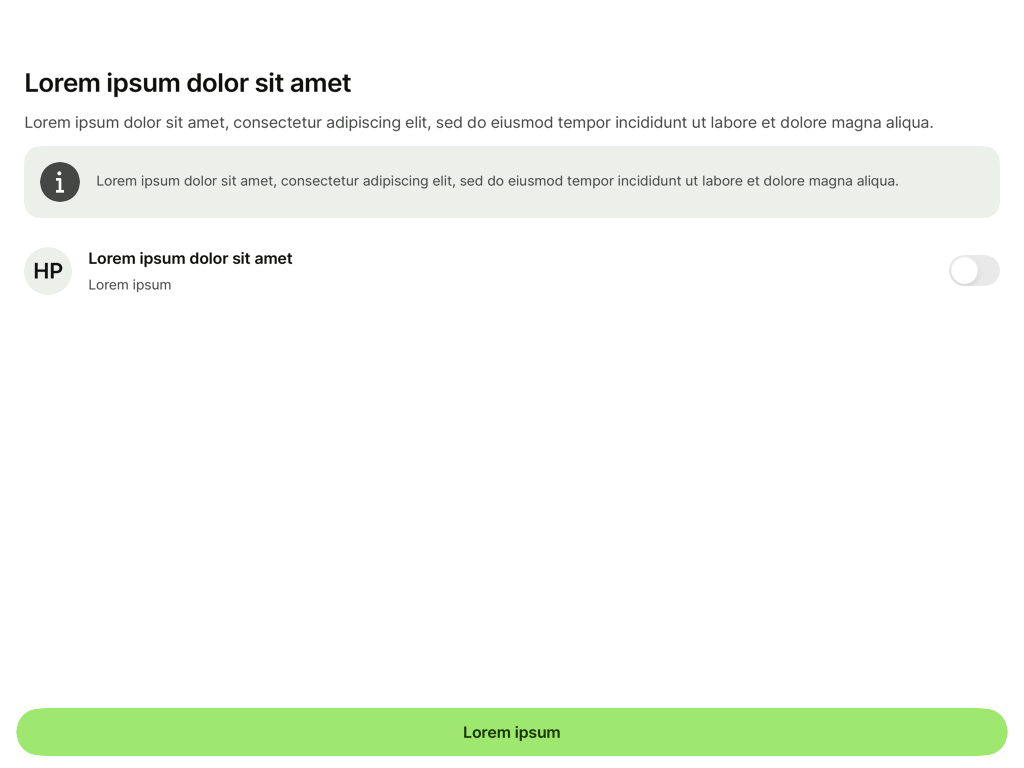 Lorem ipsum dolor sit amet
Lorem ipsum dolor sit amet, consectetur adipiscing elit, sed do eiusmod tempor incididunt ut labore et dolore magna aliqua.
Lorem ipsum dolor sit amet, consectetur adipiscing elit, sed do eiusmod tempor incididunt ut labore et dolore magna aliqua.
HP
Lorem ipsum dolor sit amet
Lorem ipsum
Lorem ipsum